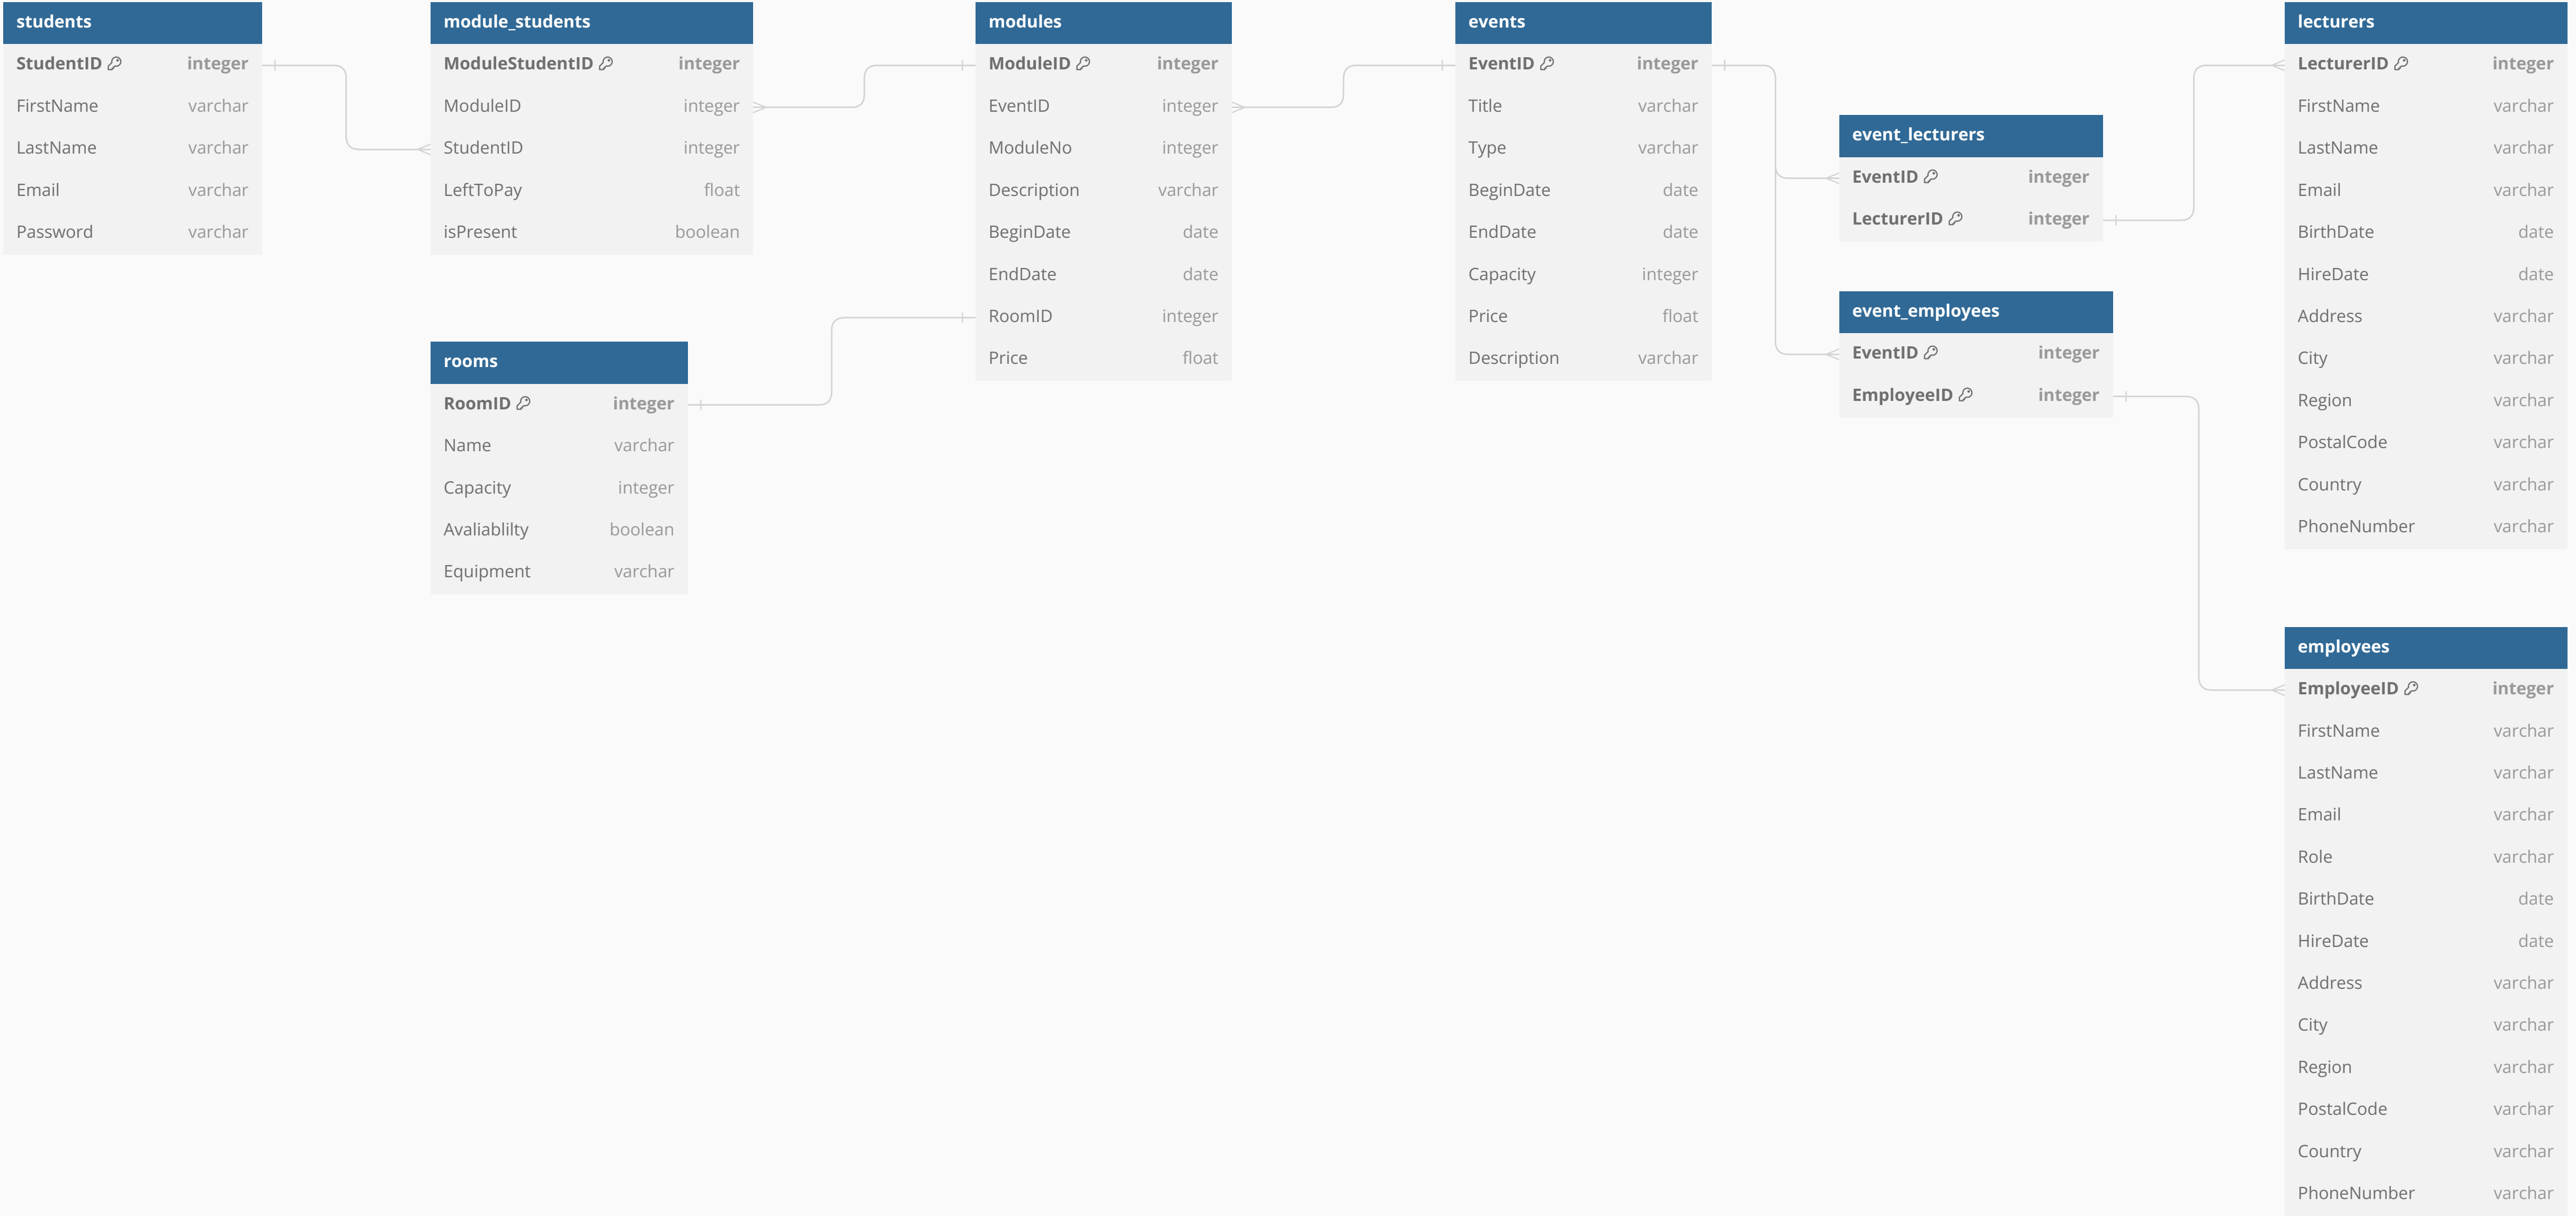 students
StudentID integer
FirstName varchar
LastName varchar
Email varchar
Password varchar
module_students
ModuleStudentID integer
ModuleID integer
StudentID integer
LeftToPay float
isPresent boolean
rooms
RoomID integer
Name varchar
Capacity integer
Avaliablilty boolean
Equipment varchar
modules
ModuleID integer
EventID integer
ModuleNo integer
Description varchar
BeginDate date
EndDate date
RoomID integer
Price float
events
EventID integer
Title varchar
Type varchar
BeginDate date
EndDate date
Capacity integer
Price float
Description varchar
event_lecturers
EventID integer
LecturerID integer
event_employees
EventID integer
EmployeeID integer
lecturers
LecturerID integer
FirstName varchar
LastName varchar
Email varchar
BirthDate date
HireDate date
Address varchar
City varchar
Region varchar
PostalCode varchar
Country varchar
PhoneNumber varchar
employees
EmployeeID integer
FirstName varchar
LastName varchar
Email varchar
Role varchar
BirthDate date
HireDate date
Address varchar
City varchar
Region varchar
PostalCode varchar
Country varchar
PhoneNumber varchar